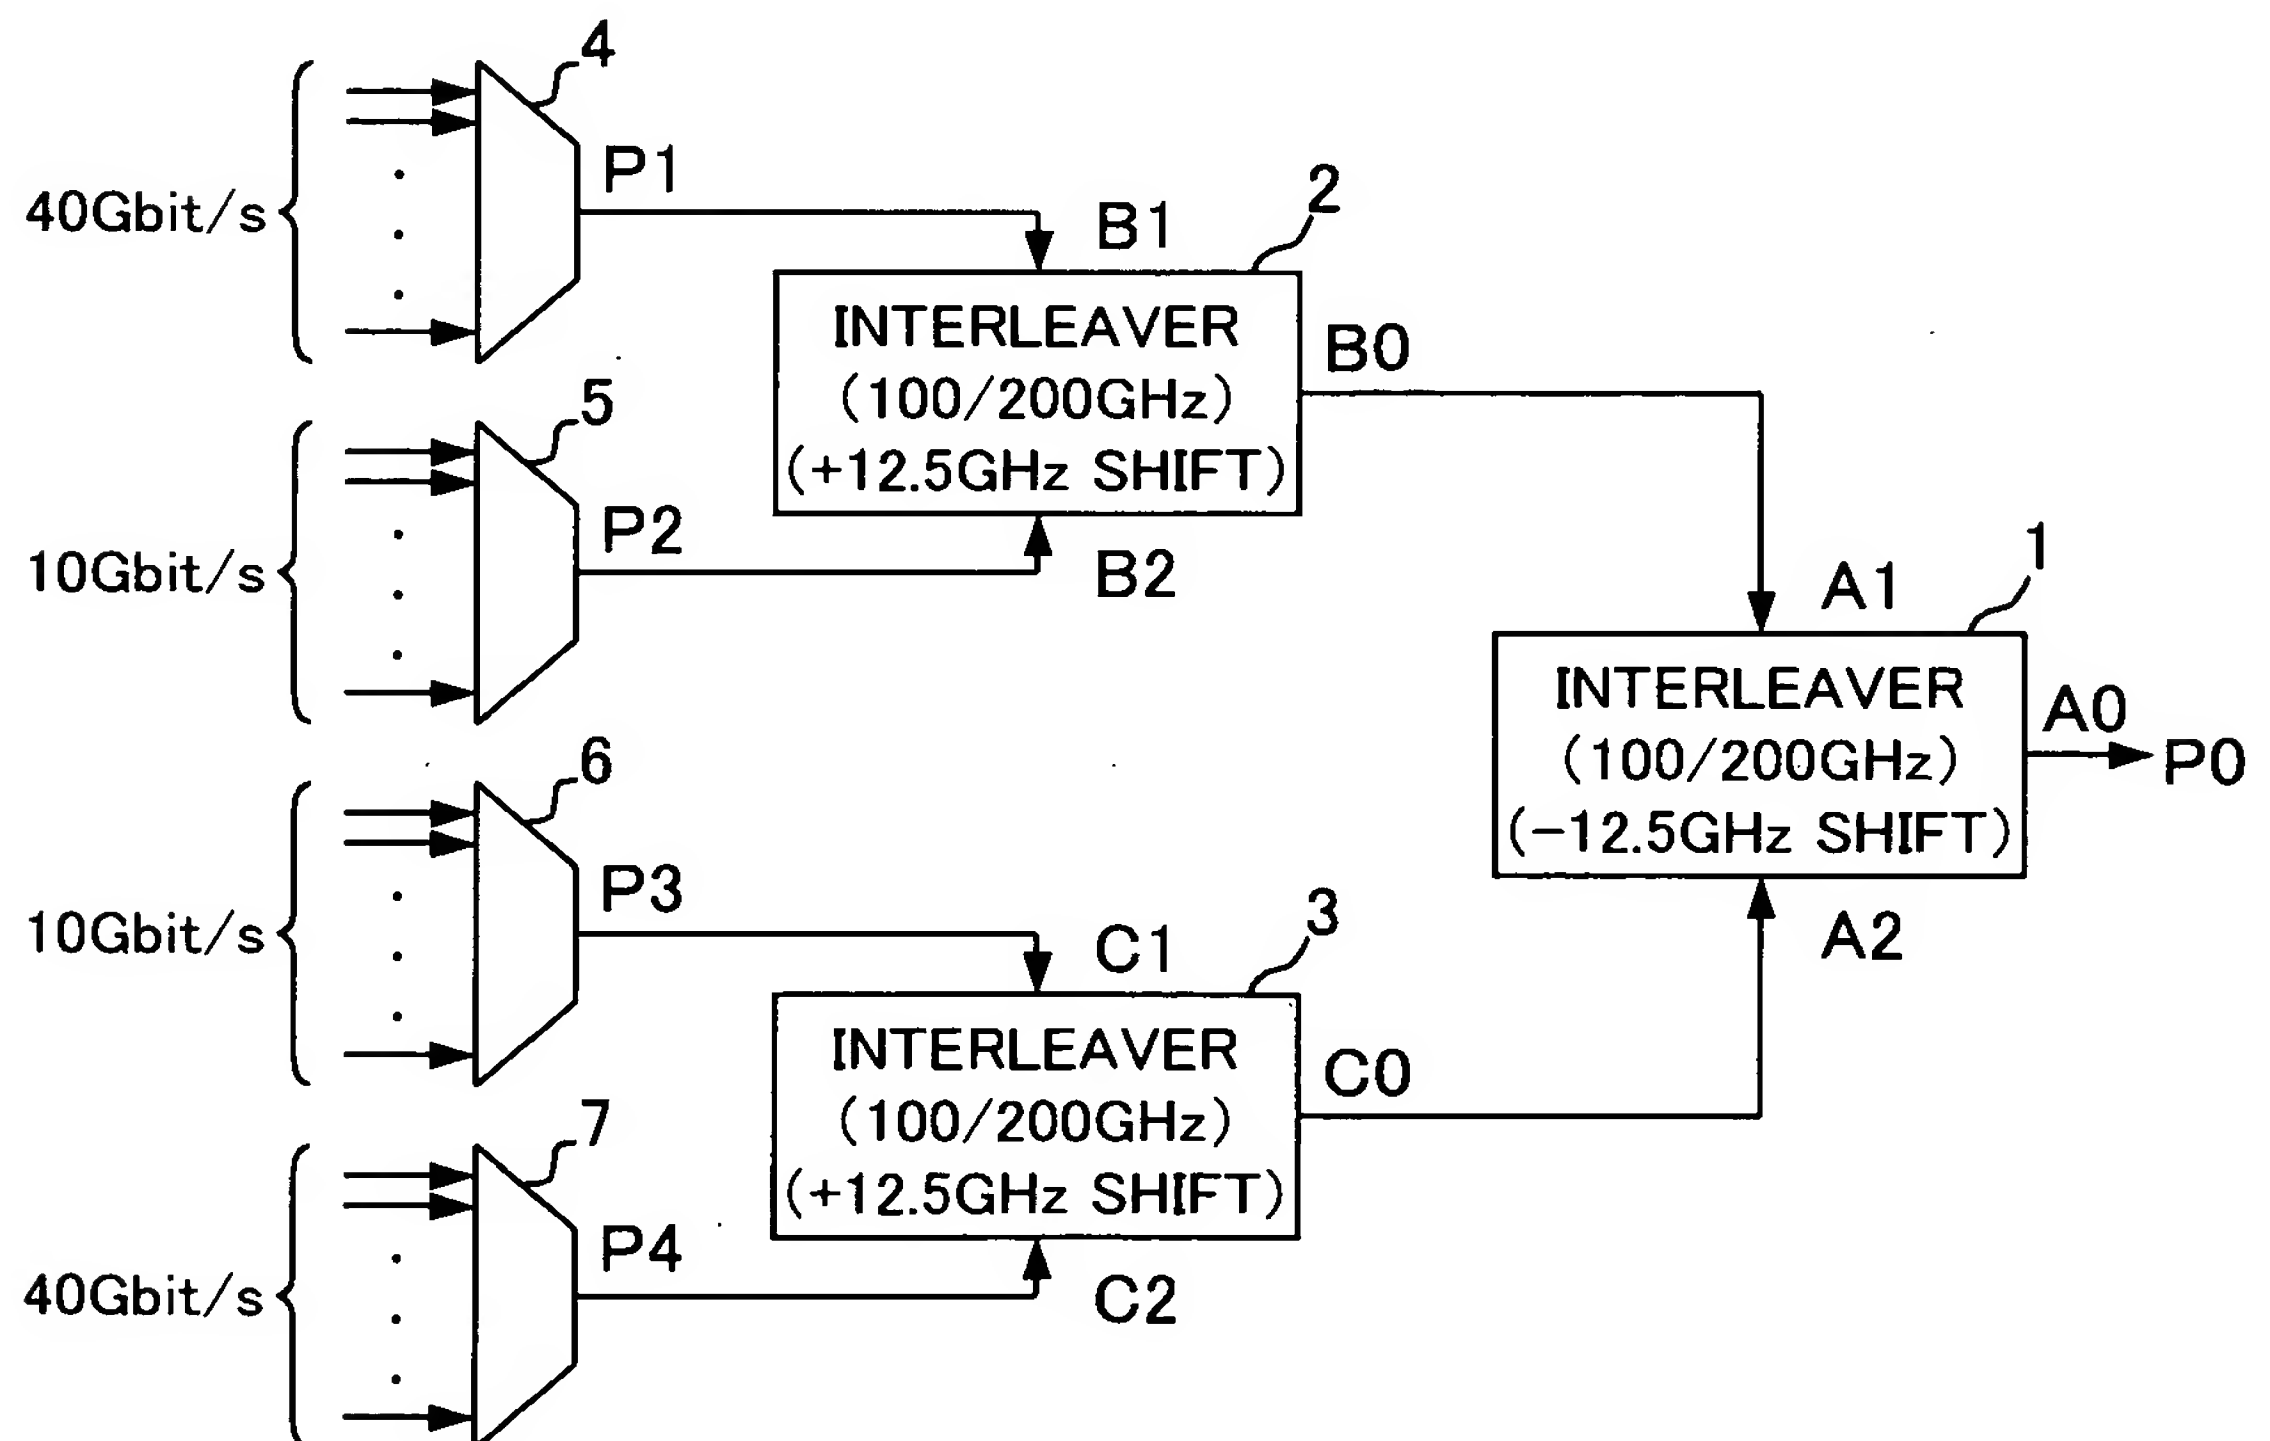 4
40Gbit/s
P1
B1
2
INTERLEAVER
(100/200GHz)
(+12.5GHz SHIFT)
B0
5
10Gbit/s
P2
B2
A1
1
INTERLEAVER
(100/200GHz)
(-12.5GHz SHIFT)
A0
P0
A2
6
10Gbit/s
P3
C1
3
INTERLEAVER
(100/200GHz)
(+12.5GHz SHIFT)
C0
7
40Gbit/s
P4
C2